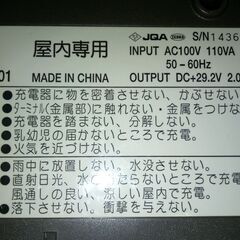 JQA S/N1436
屋内専用 INPUT AC100V 110VA
50-60Hz
01 MADE IN CHINA OUTPUT DC+29.2V 2.0
●充電器に物を密着させない、かぶせない
●ターミナル(金属部)に触れない・金属をつけな
●充電器を踏まない、分解しない。
●乳幼児の届かないところで充電。
●火気を近づけない。
●雨中に放置しない。水没させない。
●直射日光、水のかからないところで充電。
●風通しの良い、涼しい屋内で充電。
●落下させない。衝撃を与えない。